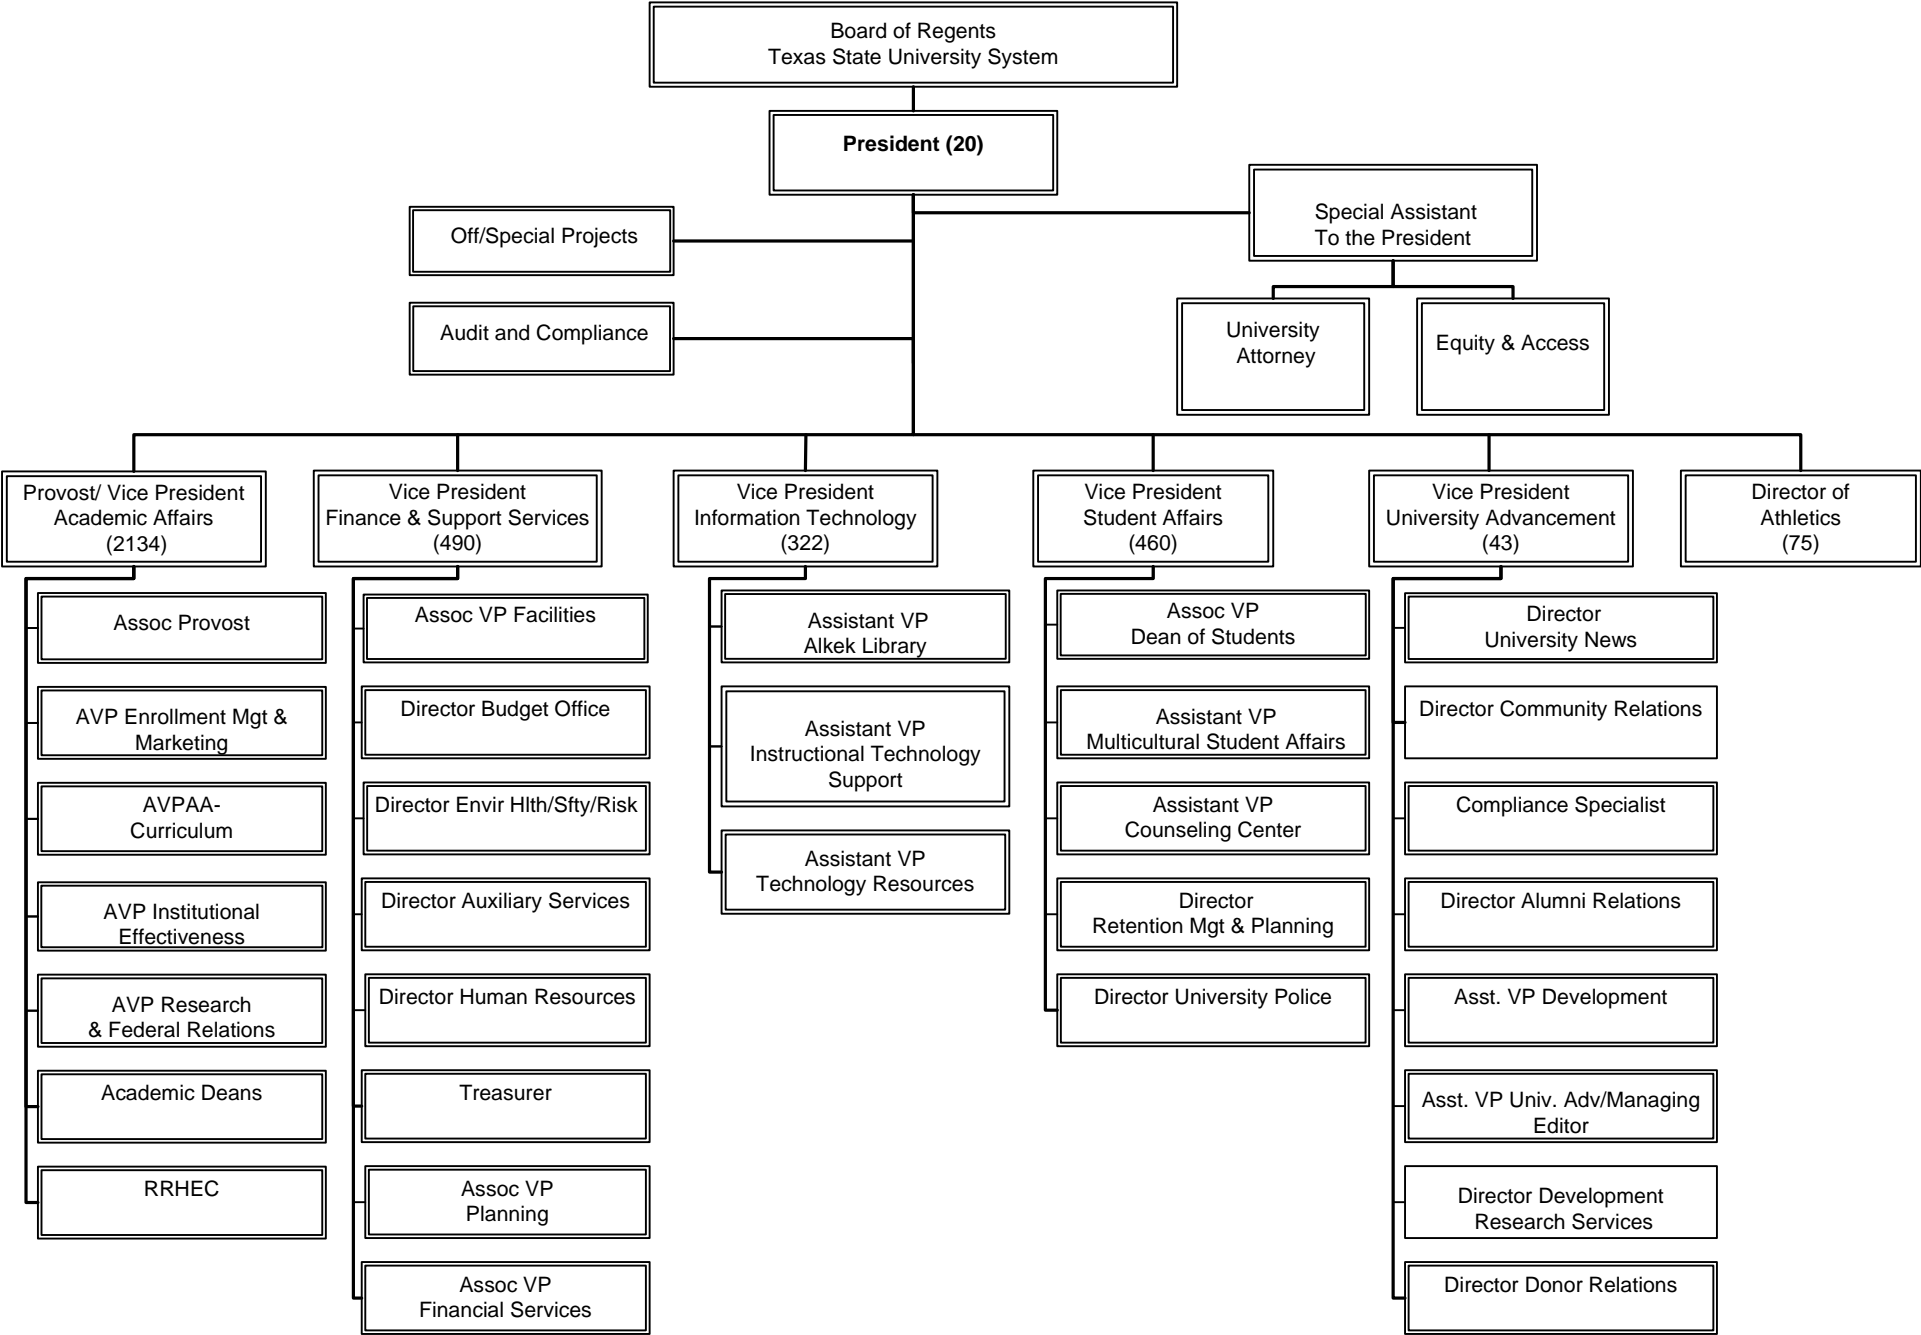 Board of Regents
Texas State University System
President (20)
Special Assistant
To the President
Off/Special Projects
Audit and Compliance
University
Attorney
Equity & Access
Provost/ Vice President
Academic Affairs
(2134)
Vice President
Finance & Support Services
(490)
Vice President
Information Technology
(322)
Vice President
Student Affairs
(460)
Vice President
University Advancement
(43)
Director of
Athletics
(75)
Assoc Provost
AVP Enrollment Mgt &
Marketing
AVPAA-
Curriculum
AVP Institutional
Effectiveness
AVP Research
& Federal Relations
Academic Deans
RRHEC
Assoc VP Facilities
Director Budget Office
Director Envir Hlth/Sfty/Risk
Director Auxiliary Services
Director Human Resources
Treasurer
Assoc VP
Planning
Assoc VP
Financial Services
Assistant VP
Alkek Library
Assistant VP
Instructional Technology
Support
Assistant VP
Technology Resources
Assoc VP
Dean of Students
Assistant VP
Multicultural Student Affairs
Assistant VP
Counseling Center
Director
Retention Mgt & Planning
Director University Police
Director
University News
Director Community Relations
Compliance Specialist
Director Alumni Relations
Asst. VP Development
Asst. VP Univ. Adv/Managing
Editor
Director Development
Research Services
Director Donor Relations